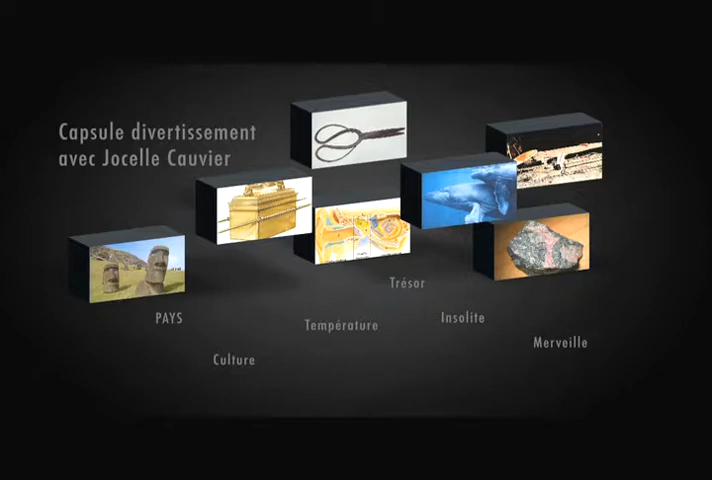 Capsule divertissement
avec Jocelle Cauvier
Trésor
PAYS
Température
Insolite
Merveille
Culture